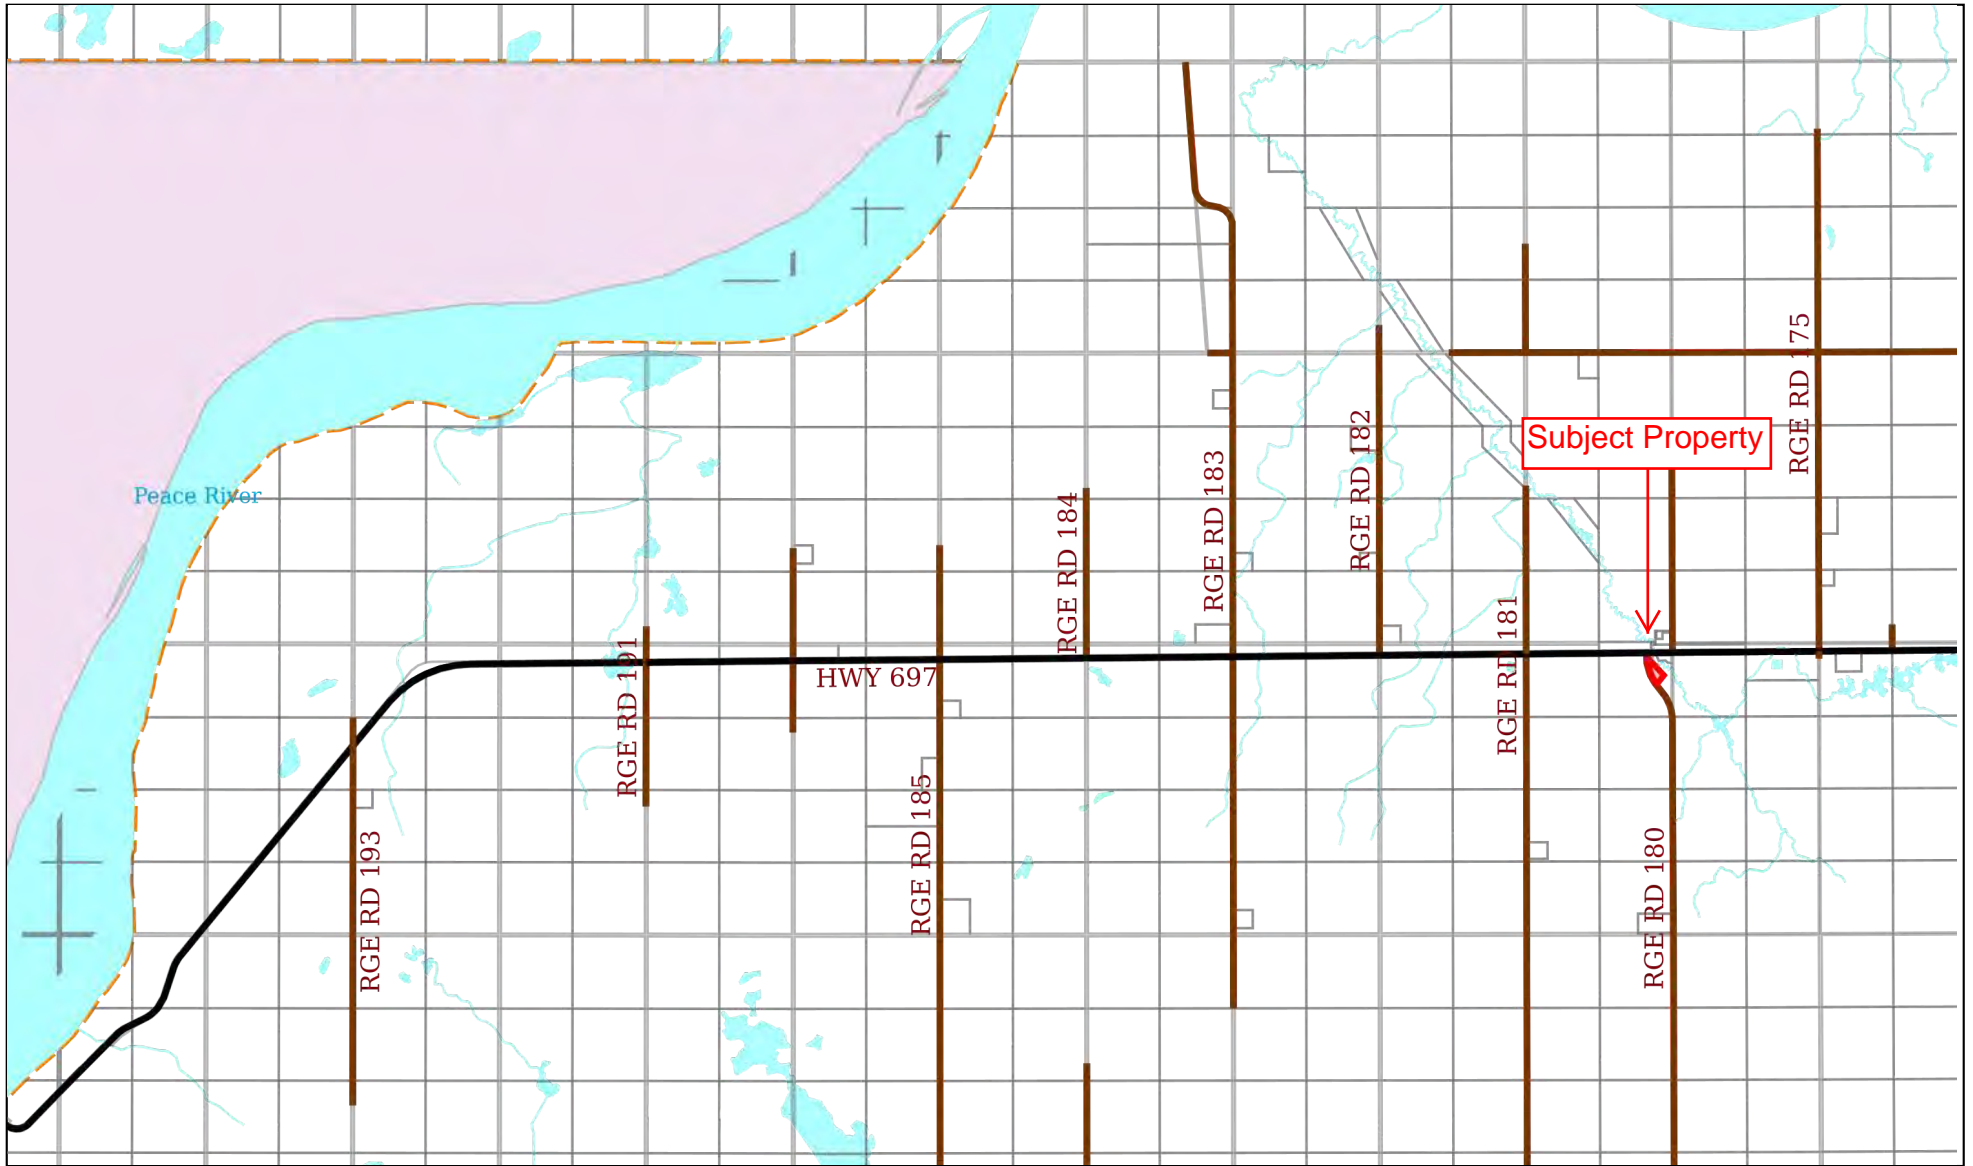 RGE RD 175
RGE RD 182
Subject Property
RGE RD 183
Peace River
RGE RD 184
RGE RD 181
RGE RD 191
HWY 697
RGE RD 185
RGE RD 180
RGE RD 193